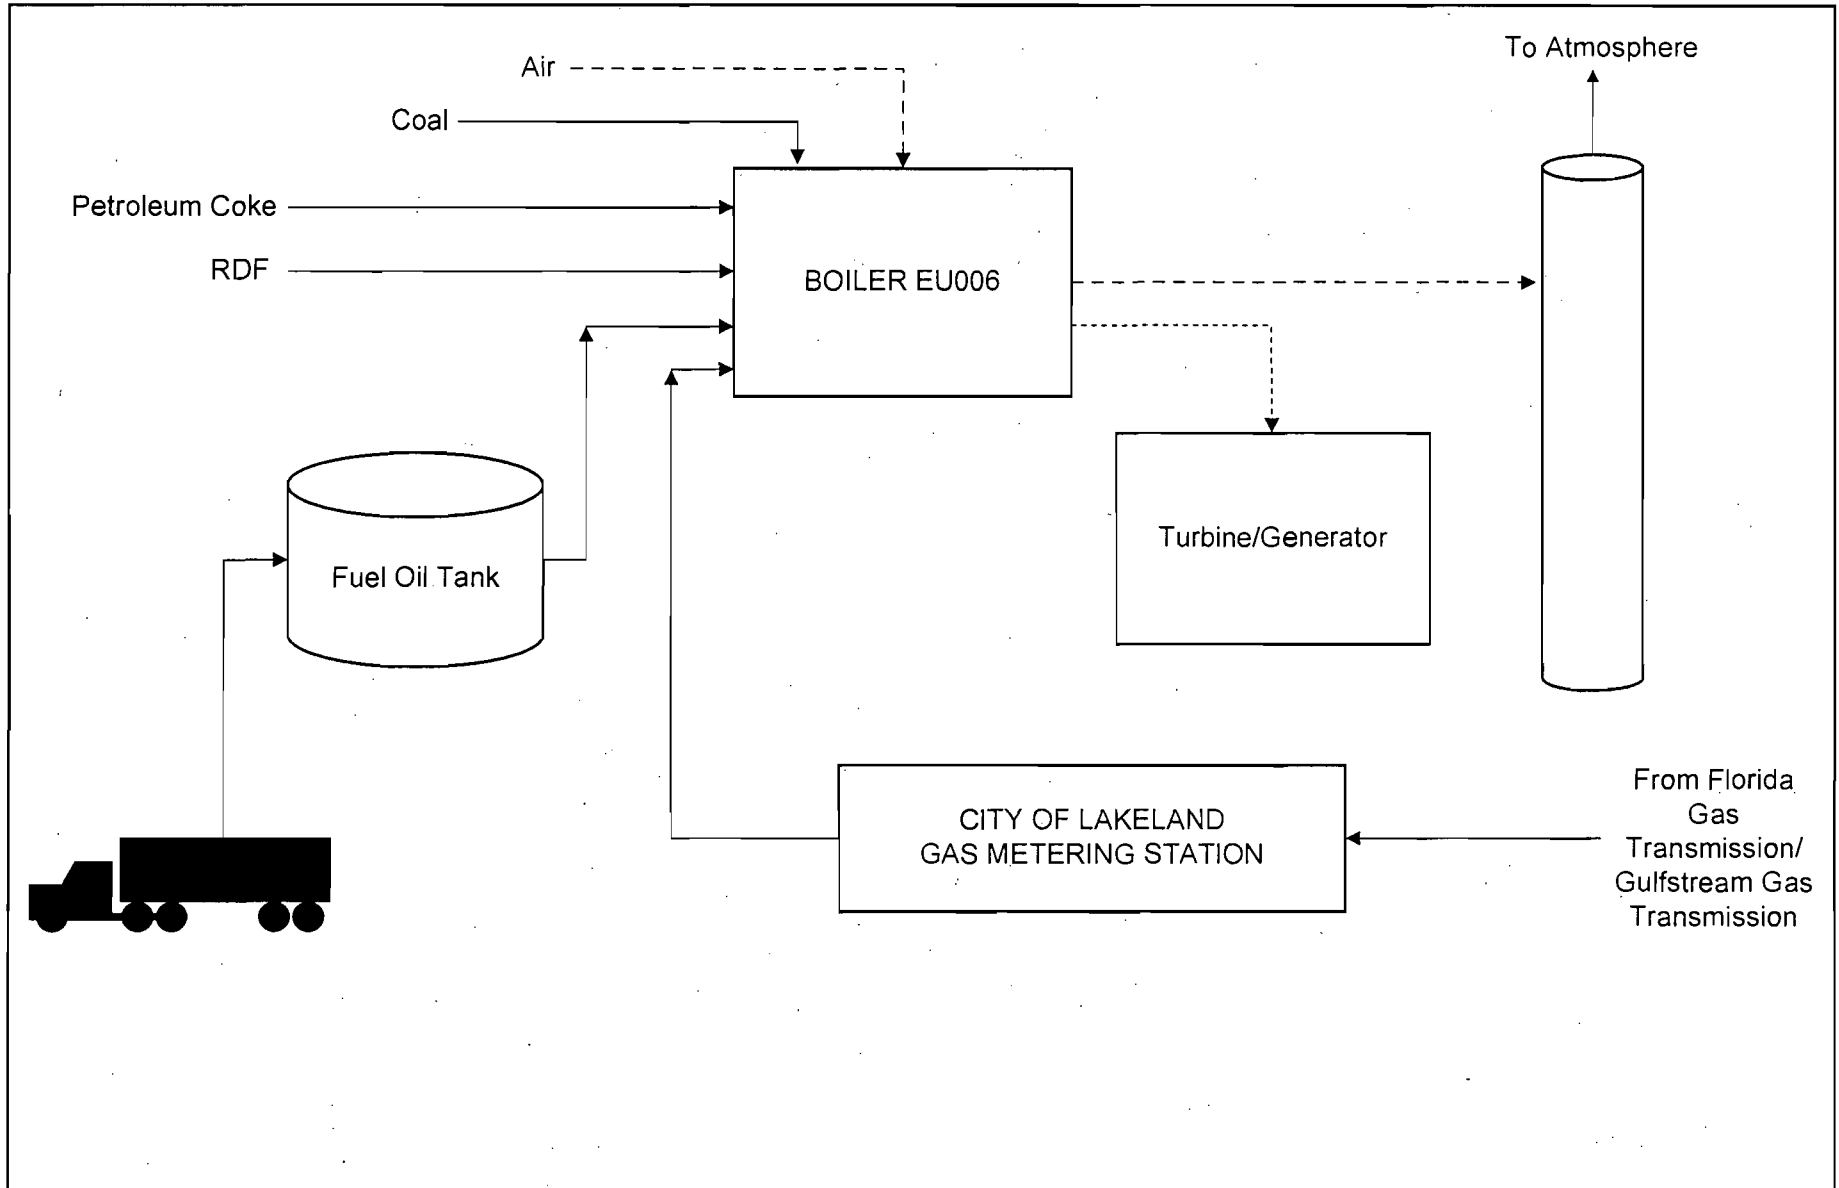 To Atmosphere
Air
Coal
Petroleum Coke
RDF
BOILER EU006
Turbine/Generator
Fuel Oil Tank
CITY OF LAKELAND
GAS METERING STATION
From Florida
Gas
Transmission/
Gulfstream Gas
Transmission